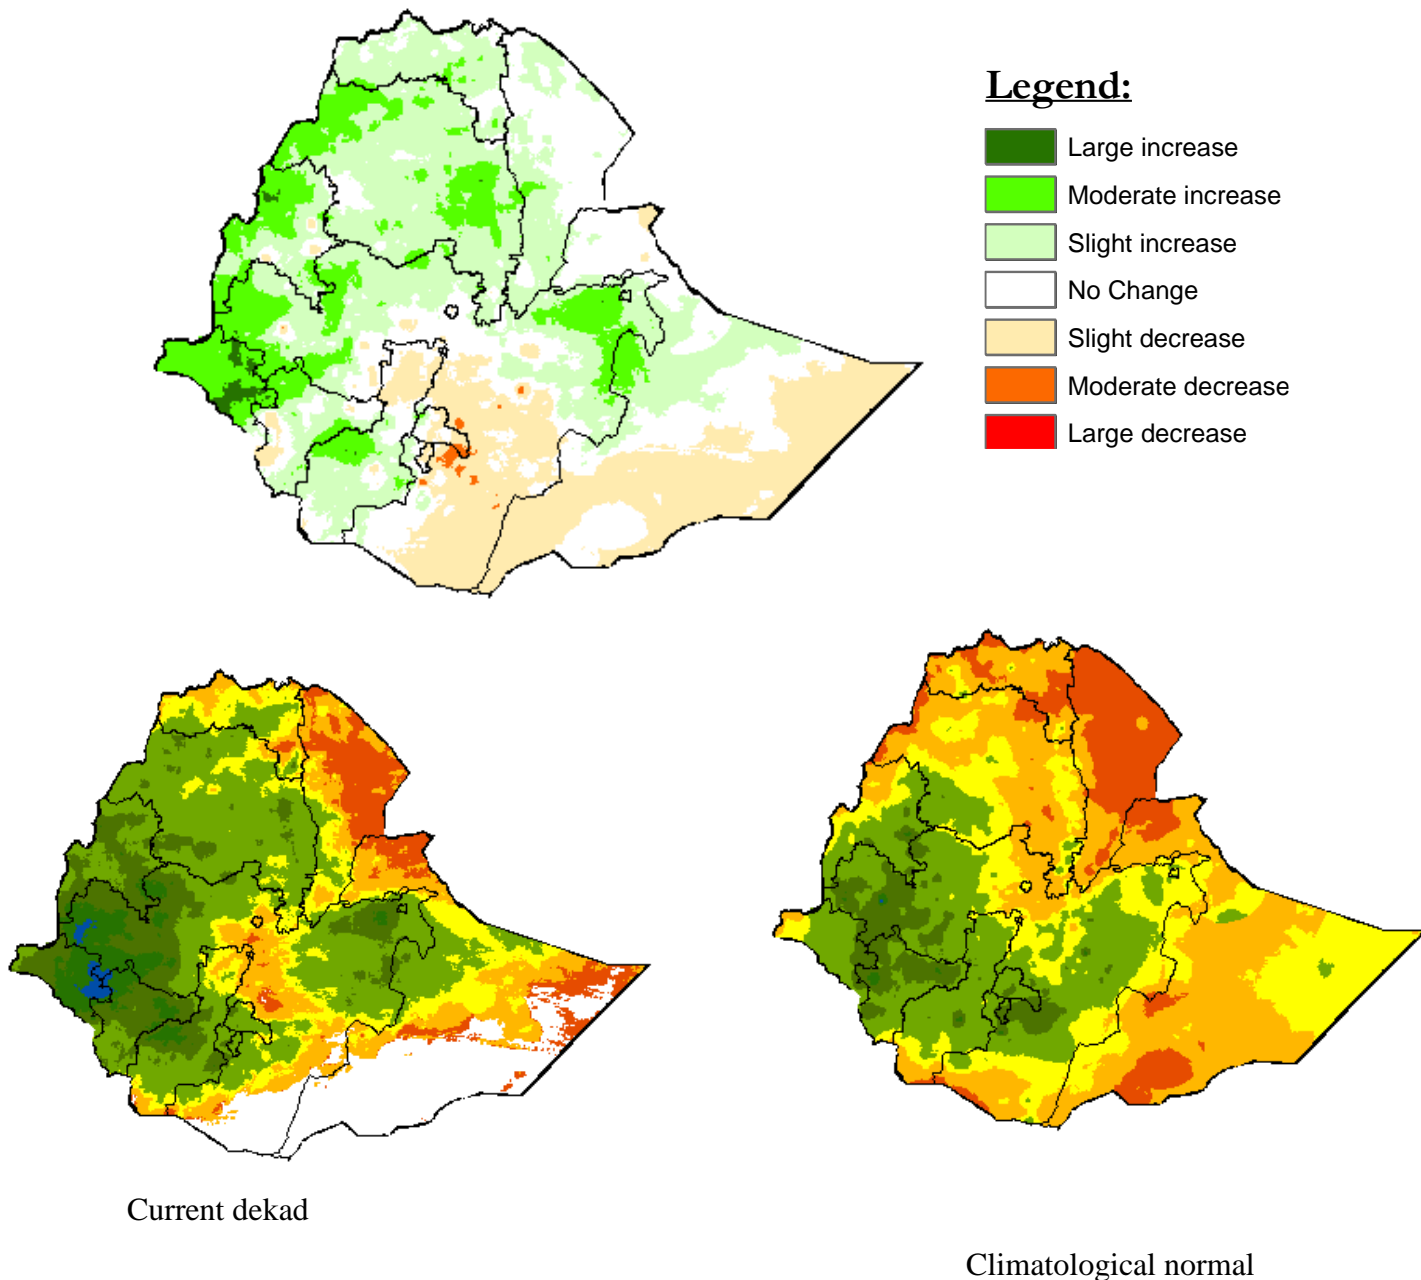 Legend:
Large increase
Moderate increase
Slight increase
No Change
Slight decrease
Moderate decrease
Large decrease
Current dekad
Climatological normal